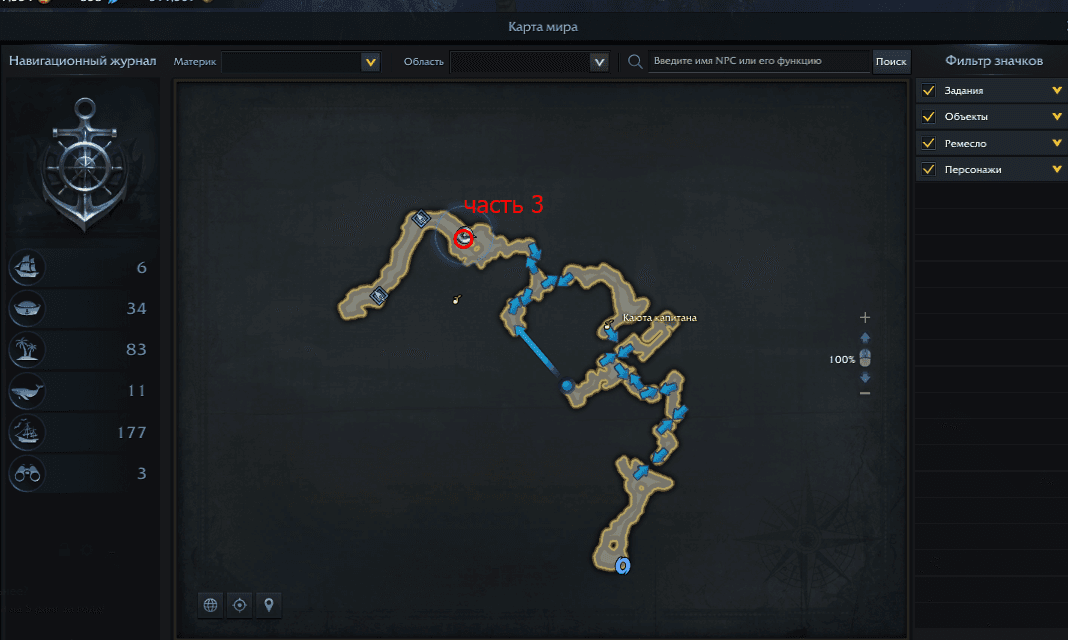 Карта мира
Навигационный журнал
Материк
Область
Введите имя NPC или его функцию
Поиск
Фильтр значков
Задания
Объекты
Ремесло
Персонажи
6
34
83
11
177
3
часть 3
Каюта капитана
100%